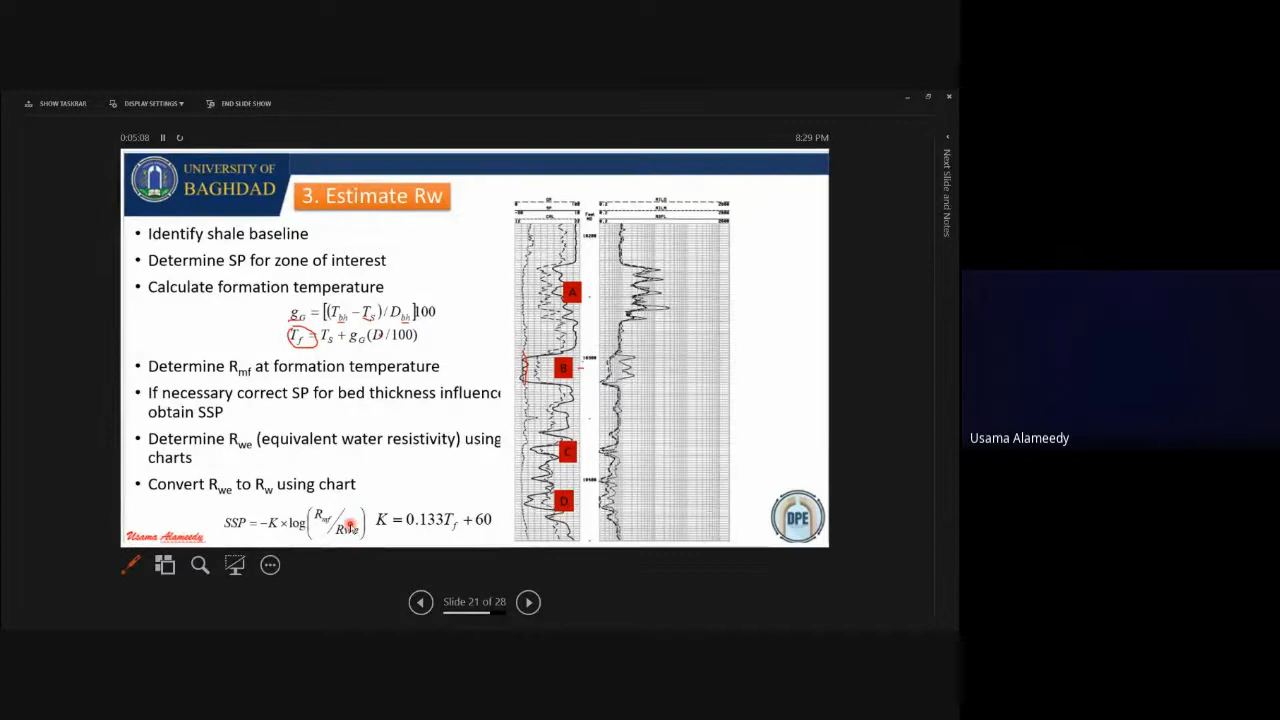 SHOW TASKBAR
DISPLAY SETTINGS ▾
END SLIDE SHOW
0:05:08
8:29 PM
Next Slide and Notes
UNIVERSITY OF
BAGHDAD
3. Estimate Rw
• Identify shale baseline
• Determine SP for zone of interest
• Calculate formation temperature
g_G = [(T_bh − T_S) / D_bh]100
T_f = T_S + g_G(D/100)
• Determine R_mf at formation temperature
• If necessary correct SP for bed thickness influence
obtain SSP
• Determine R_we (equivalent water resistivity) using
charts
• Convert R_we to R_w using chart
SSP = −K × log(R_mf / Rwe) K = 0.133T_f + 60
Usama Alameedy
A
B
C
D
DPE
Slide 21 of 28
Usama Alameedy